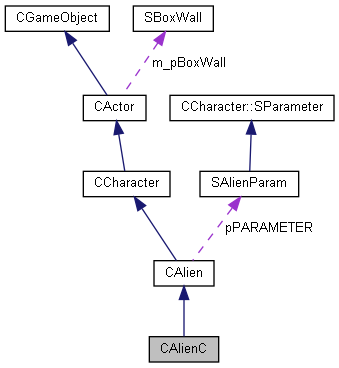 CGameObject
SBoxWall
m_pBoxWall
CActor
CCharacter::SParameter
CCharacter
SAlienParam
pPARAMETER
CAlien
CAlienC